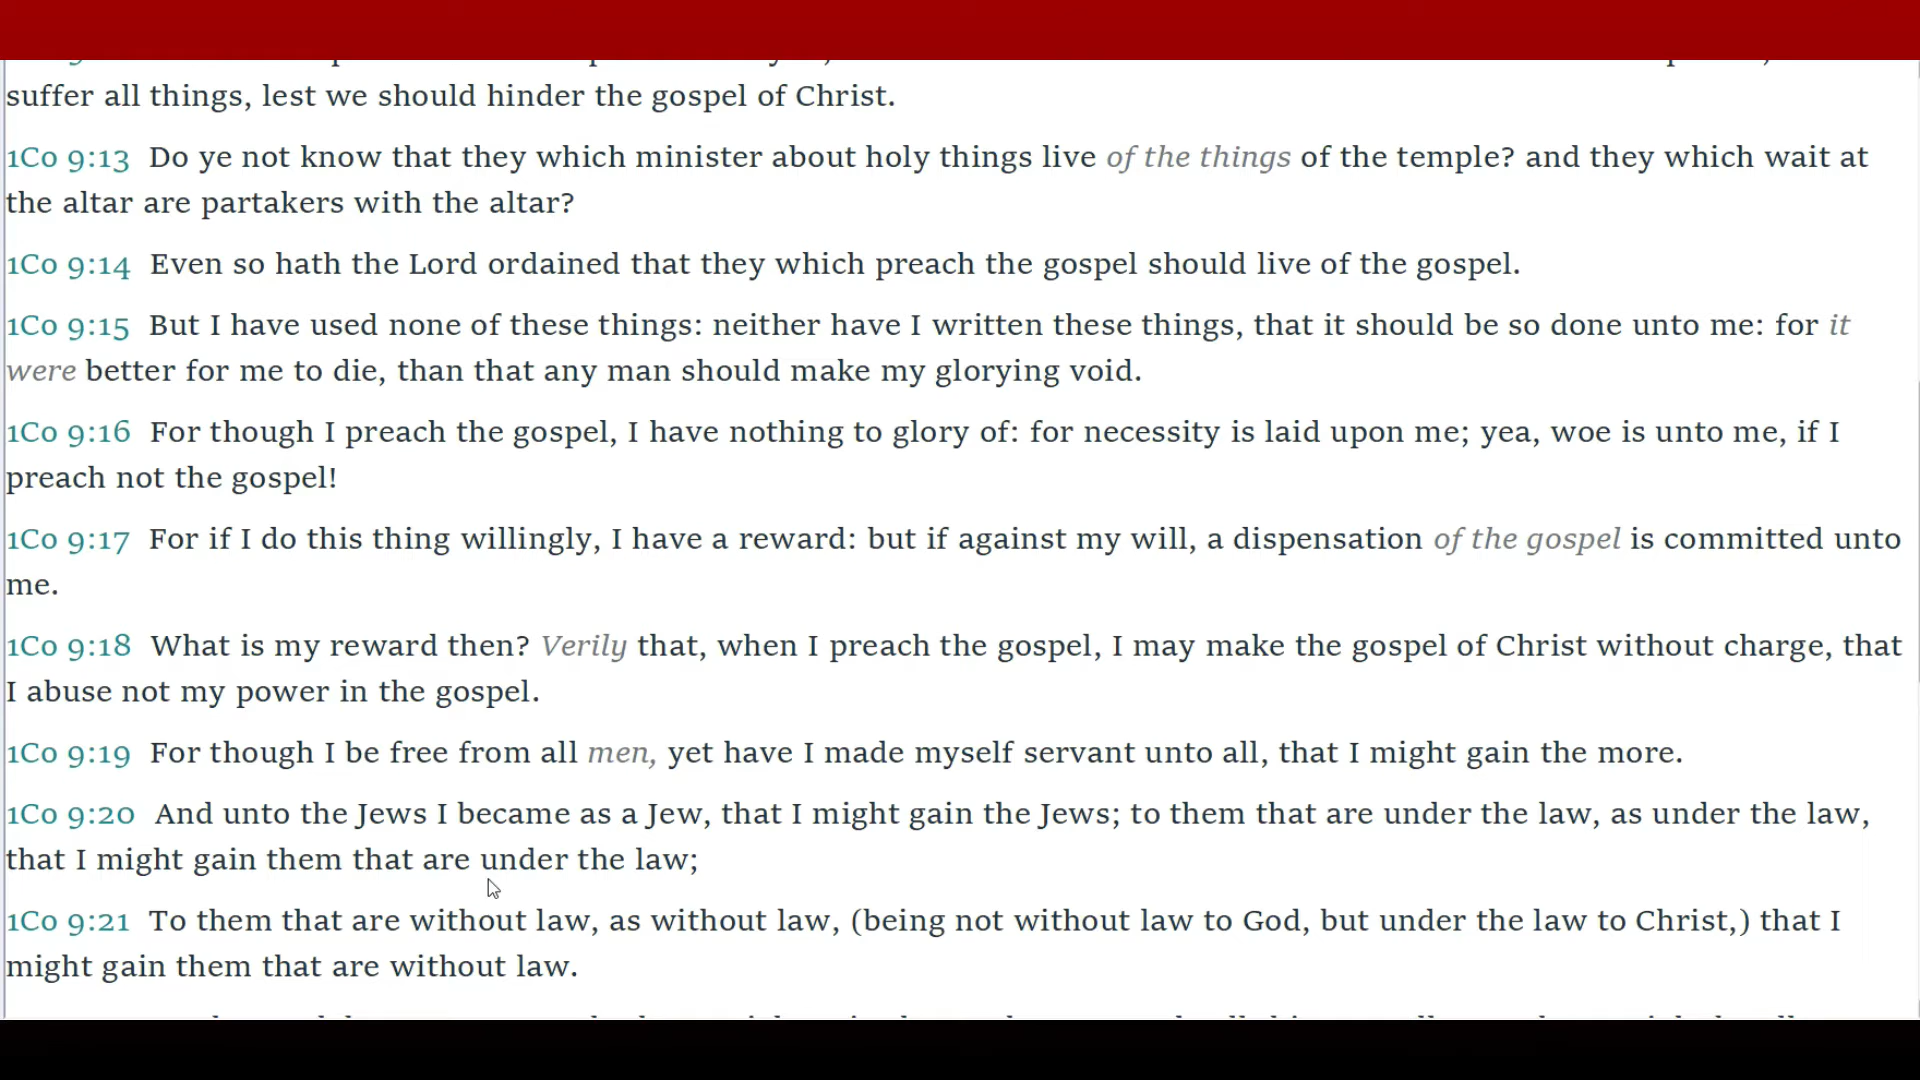 suffer all things, lest we should hinder the gospel of Christ.
1Co 9:13 Do ye not know that they which minister about holy things live of the things of the temple? and they which wait at
the altar are partakers with the altar?
1Co 9:14 Even so hath the Lord ordained that they which preach the gospel should live of the gospel.
1Co 9:15 But I have used none of these things: neither have I written these things, that it should be so done unto me: for it
were better for me to die, than that any man should make my glorying void.
1Co 9:16 For though I preach the gospel, I have nothing to glory of: for necessity is laid upon me; yea, woe is unto me, if I
preach not the gospel!
1Co 9:17 For if I do this thing willingly, I have a reward: but if against my will, a dispensation of the gospel is committed unto
me.
1Co 9:18 What is my reward then? Verily that, when I preach the gospel, I may make the gospel of Christ without charge, that
I abuse not my power in the gospel.
1Co 9:19 For though I be free from all men, yet have I made myself servant unto all, that I might gain the more.
1Co 9:20 And unto the Jews I became as a Jew, that I might gain the Jews; to them that are under the law, as under the law,
that I might gain them that are under the law;
1Co 9:21 To them that are without law, as without law, (being not without law to God, but under the law to Christ,) that I
might gain them that are without law.